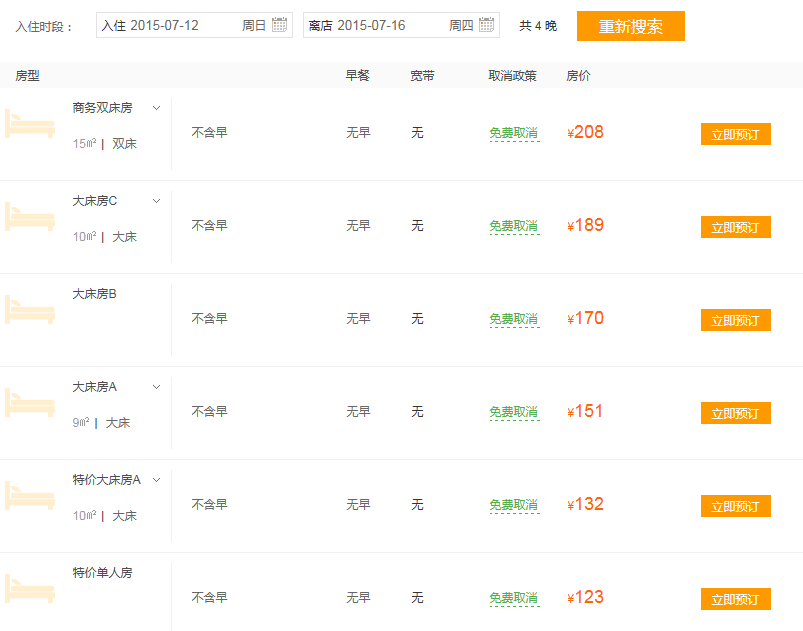 入住时段：
入住 2015-07-12 周日
离店 2015-07-16 周四
共 4 晚
重新搜索
房型 早餐 宽带 取消政策 房价
商务双床房
15㎡ | 双床
不含早 无早 无 免费取消 ¥208 立即预订
大床房C
10㎡ | 大床
不含早 无早 无 免费取消 ¥189 立即预订
大床房B
不含早 无早 无 免费取消 ¥170 立即预订
大床房A
9㎡ | 大床
不含早 无早 无 免费取消 ¥151 立即预订
特价大床房A
10㎡ | 大床
不含早 无早 无 免费取消 ¥132 立即预订
特价单人房
不含早 无早 无 免费取消 ¥123 立即预订